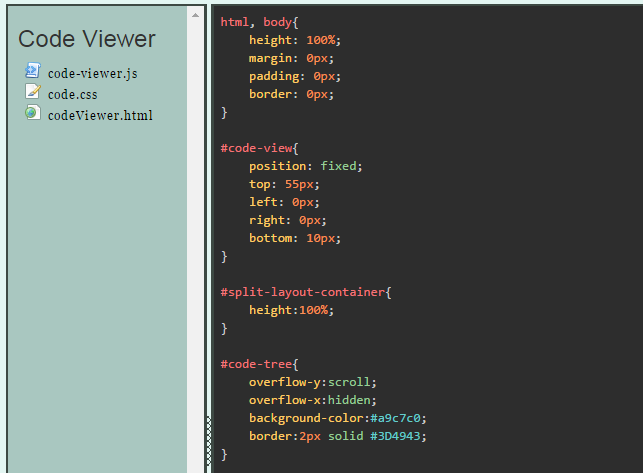 Code Viewer
code-viewer.js
code.css
codeViewer.html
html, body{
    height: 100%;
    margin: 0px;
    padding: 0px;
    border: 0px;
}
#code-view{
    position: fixed;
    top: 55px;
    left: 0px;
    right: 0px;
    bottom: 10px;
}
#split-layout-container{
    height:100%;
}
#code-tree{
    overflow-y:scroll;
    overflow-x:hidden;
    background-color:#a9c7c0;
    border:2px solid #3D4943;
}